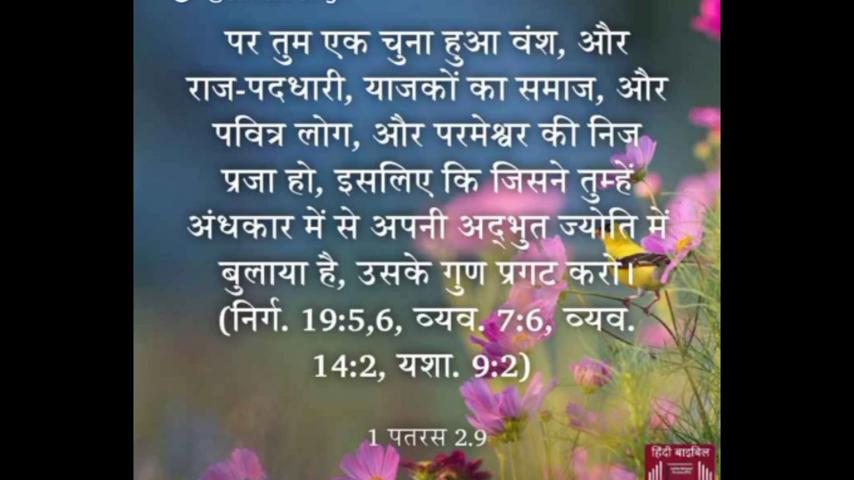 पर तुम एक चुना हुआ वंश, और
राज-पदधारी, याजकों का समाज, और
पवित्र लोग, और परमेश्वर की निज
प्रजा हो, इसलिए कि जिसने तुम्हें
अंधकार में से अपनी अद्भुत ज्योति में
बुलाया है, उसके गुण प्रगट करो।
(निर्ग. 19:5,6, व्यव. 7:6, व्यव.
14:2, यशा. 9:2)
1 पतरस 2.9
हिंदी बाइबिल